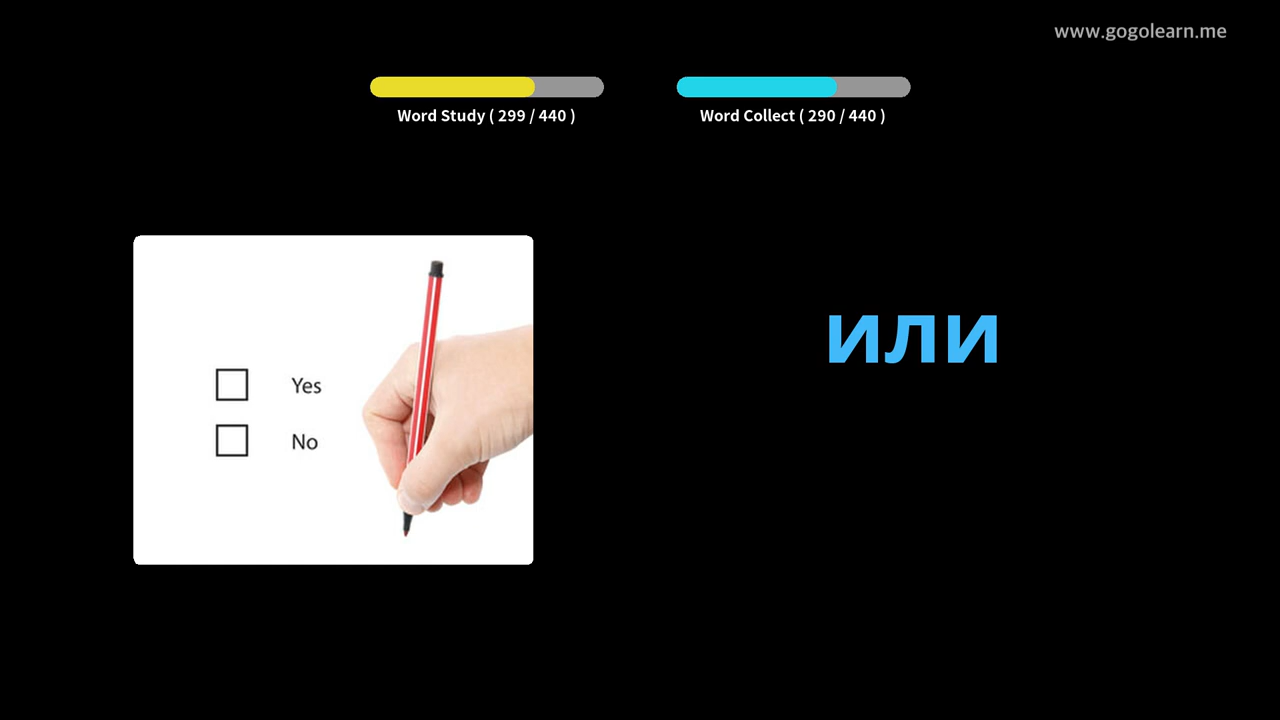 www.gogolearn.me
Word Study ( 299 / 440 )
Word Collect ( 290 / 440 )
Yes
No
или